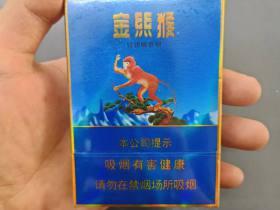 金丝猴
本公司提示
吸烟有害健康
请勿在禁烟场所吸烟